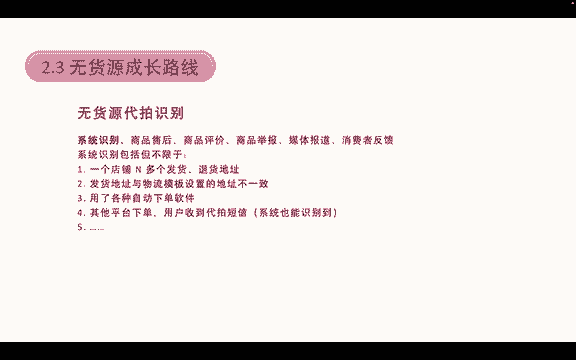 2.3 无货源成长路线
无货源代拍识别
系统识别、商品售后、商品评价、商品举报、媒体报道、消费者反馈
系统识别包括但不限于：
1. 一个店铺 N 多个发货、退货地址
2. 发货地址与物流模板设置的地址不一致
3. 用了各种自动下单软件
4. 其他平台下单、用户收到代拍短信（系统也能识别到）
5. ……